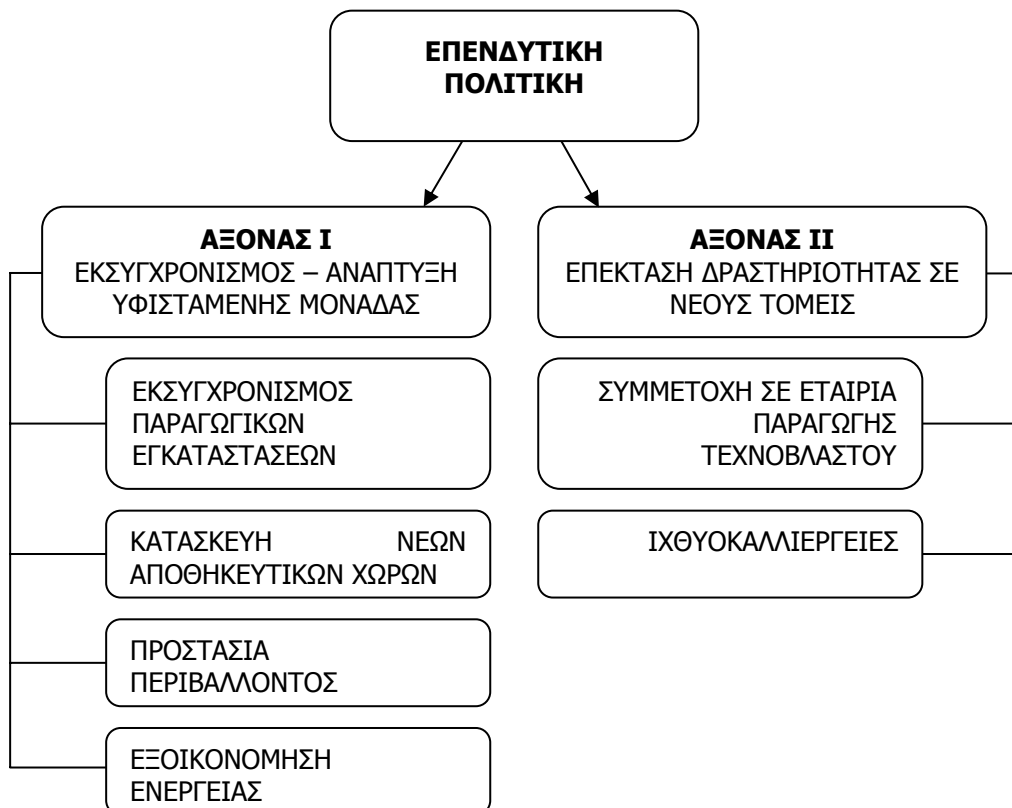 ΕΠΕΝΔΥΤΙΚΗ
ΠΟΛΙΤΙΚΗ
ΑΞΟΝΑΣ Ι
ΕΚΣΥΓΧΡΟΝΙΣΜΟΣ – ΑΝΑΠΤΥΞΗ
ΥΦΙΣΤΑΜΕΝΗΣ ΜΟΝΑΔΑΣ
ΕΚΣΥΓΧΡΟΝΙΣΜΟΣ
ΠΑΡΑΓΩΓΙΚΩΝ
ΕΓΚΑΤΑΣΤΑΣΕΩΝ
ΚΑΤΑΣΚΕΥΗ ΝΕΩΝ
ΑΠΟΘΗΚΕΥΤΙΚΩΝ ΧΩΡΩΝ
ΠΡΟΣΤΑΣΙΑ
ΠΕΡΙΒΑΛΛΟΝΤΟΣ
ΕΞΟΙΚΟΝΟΜΗΣΗ
ΕΝΕΡΓΕΙΑΣ
ΑΞΟΝΑΣ ΙΙ
ΕΠΕΚΤΑΣΗ ΔΡΑΣΤΗΡΙΟΤΗΤΑΣ ΣΕ
ΝΕΟΥΣ ΤΟΜΕΙΣ
ΣΥΜΜΕΤΟΧΗ ΣΕ ΕΤΑΙΡΙΑ
ΠΑΡΑΓΩΓΗΣ
ΤΕΧΝΟΒΛΑΣΤΟΥ
ΙΧΘΥΟΚΑΛΛΙΕΡΓΕΙΕΣ